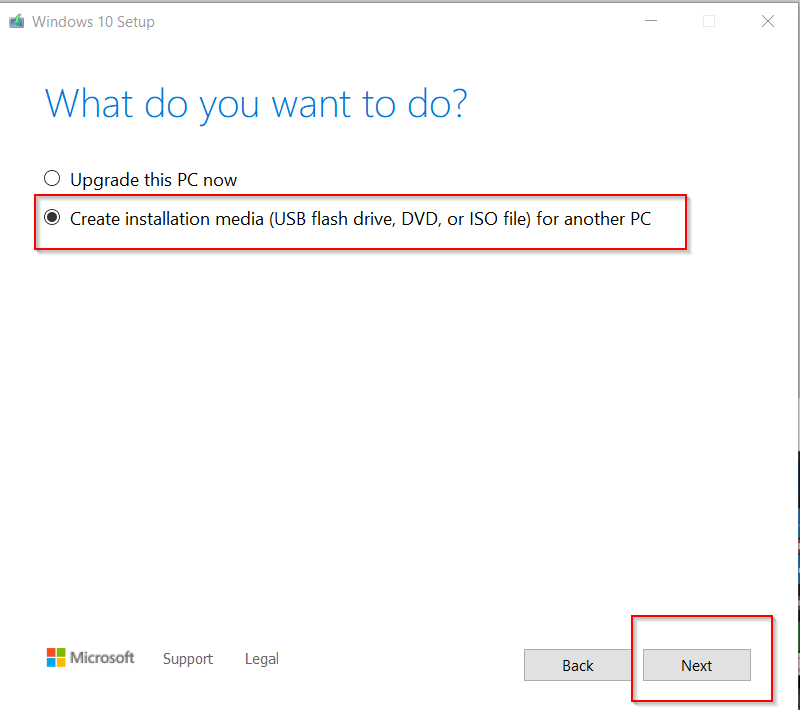 Windows 10 Setup
What do you want to do?
Upgrade this PC now
Create installation media (USB flash drive, DVD, or ISO file) for another PC
Microsoft Support Legal Back Next